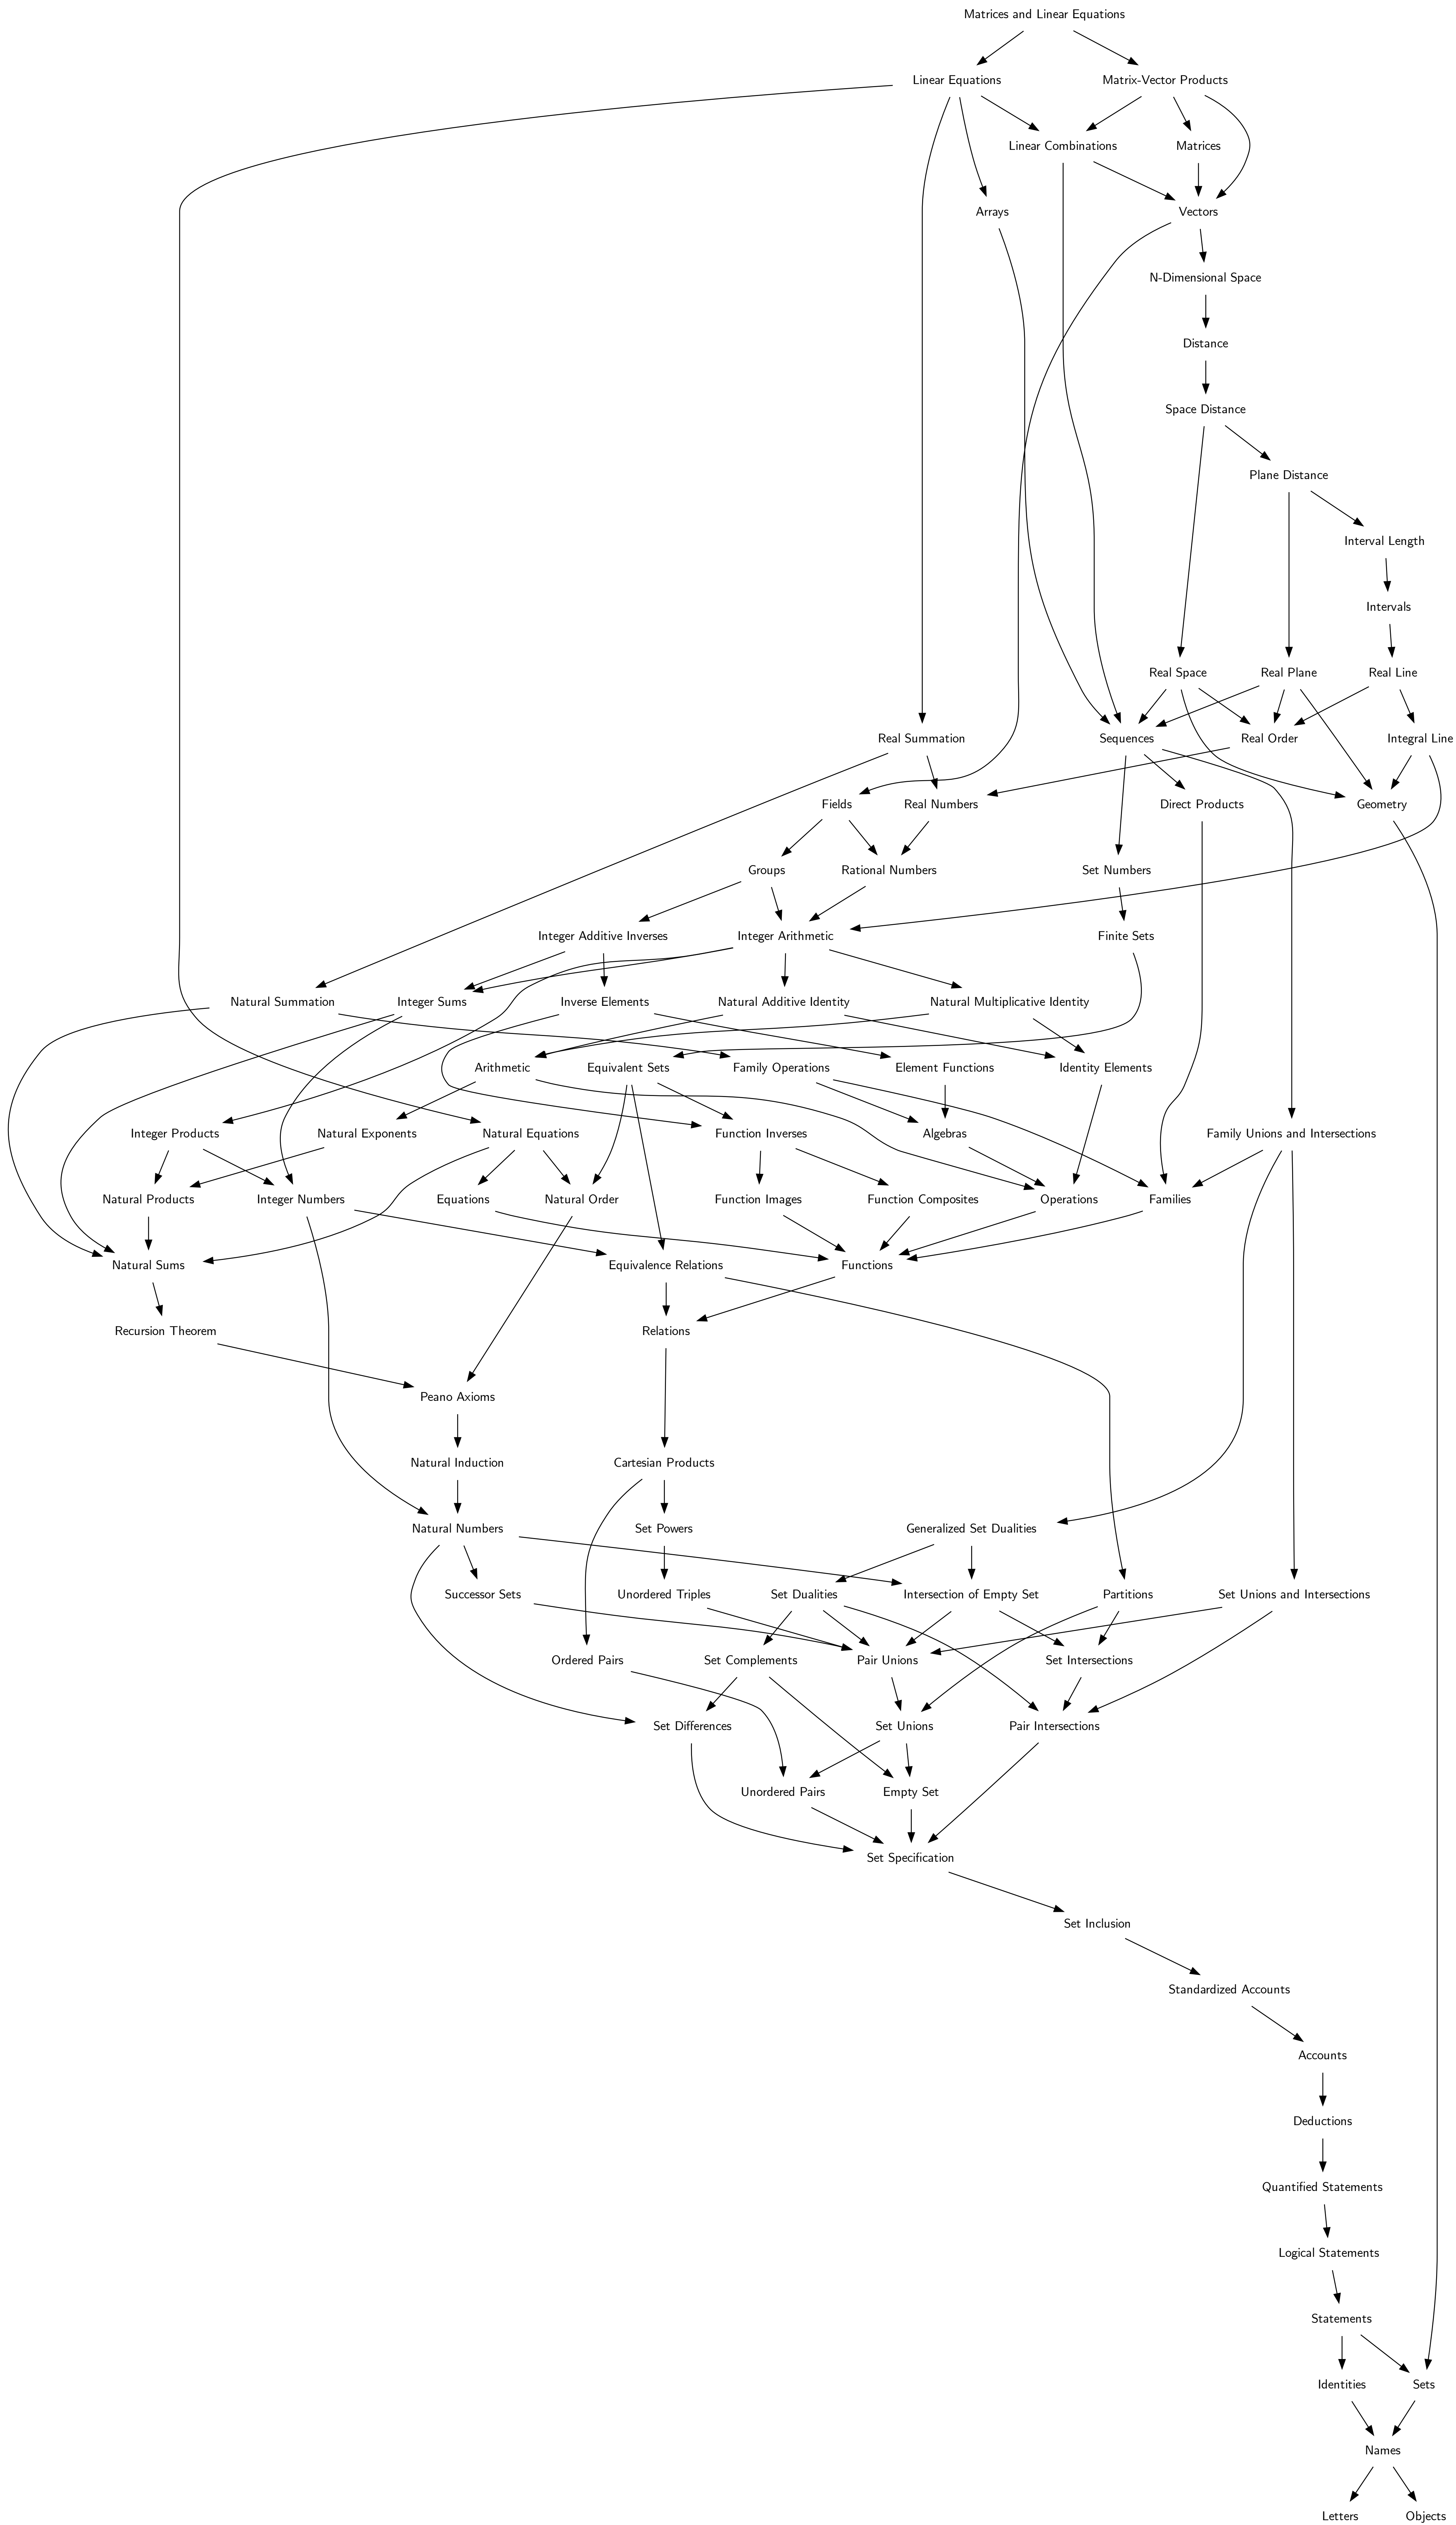 Matrices and Linear Equations
Linear Equations
Matrix-Vector Products
Linear Combinations
Matrices
Arrays
Vectors
N-Dimensional Space
Distance
Space Distance
Plane Distance
Interval Length
Intervals
Real Space
Real Plane
Real Line
Real Summation
Sequences
Real Order
Integral Line
Fields
Real Numbers
Direct Products
Geometry
Groups
Rational Numbers
Set Numbers
Integer Additive Inverses
Integer Arithmetic
Finite Sets
Natural Summation
Integer Sums
Inverse Elements
Natural Additive Identity
Natural Multiplicative Identity
Arithmetic
Equivalent Sets
Family Operations
Element Functions
Identity Elements
Integer Products
Natural Exponents
Natural Equations
Function Inverses
Algebras
Family Unions and Intersections
Natural Products
Integer Numbers
Equations
Natural Order
Function Images
Function Composites
Operations
Families
Natural Sums
Equivalence Relations
Functions
Recursion Theorem
Relations
Peano Axioms
Natural Induction
Cartesian Products
Natural Numbers
Set Powers
Generalized Set Dualities
Successor Sets
Unordered Triples
Set Dualities
Intersection of Empty Set
Partitions
Set Unions and Intersections
Ordered Pairs
Set Complements
Pair Unions
Set Intersections
Set Differences
Set Unions
Pair Intersections
Unordered Pairs
Empty Set
Set Specification
Set Inclusion
Standardized Accounts
Accounts
Deductions
Quantified Statements
Logical Statements
Statements
Identities
Sets
Names
Letters
Objects